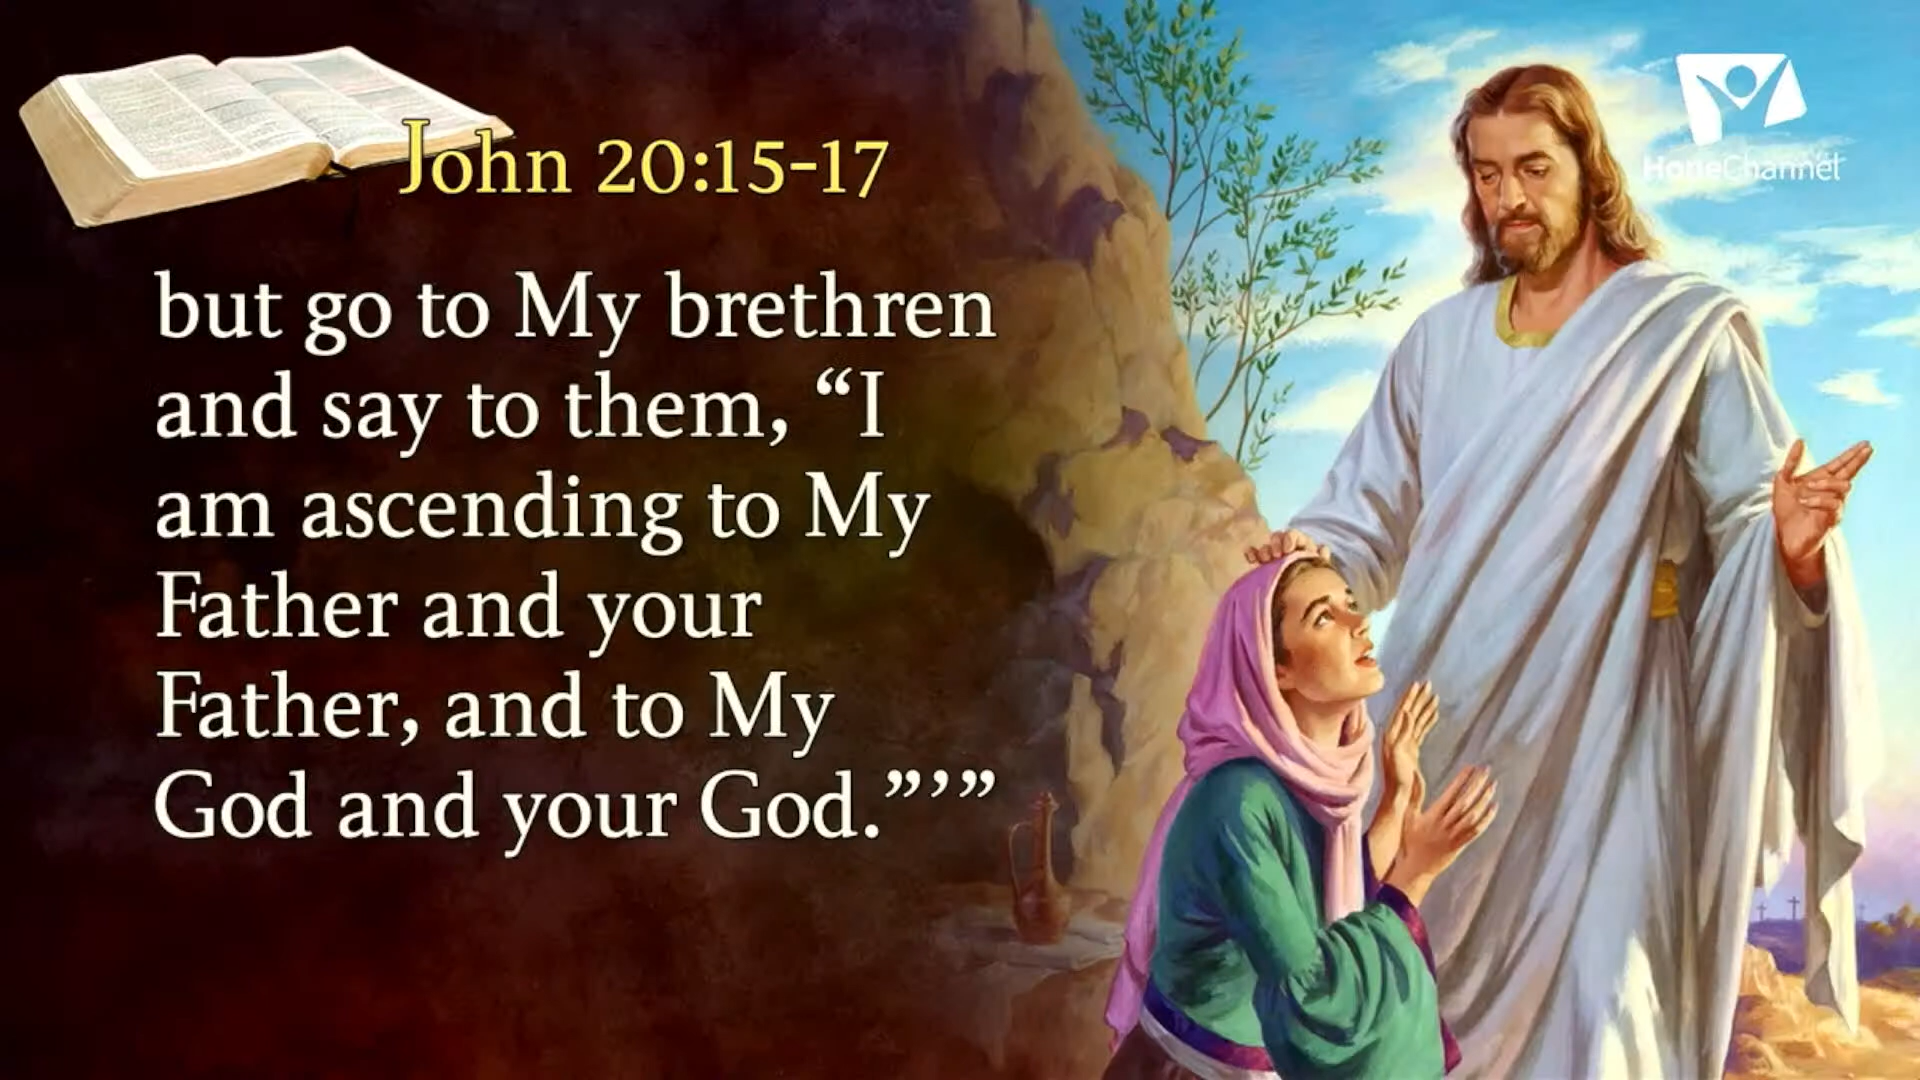 John 20:15-17
HopeChannel
but go to My brethren
and say to them, “I
am ascending to My
Father and your
Father, and to My
God and your God.”’”